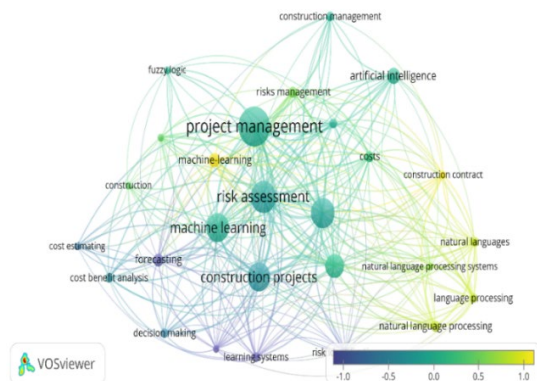 construction management
fuzzy logic
artificial intelligence
risks management
project management
machine-learning
costs
construction contract
construction
risk assessment
machine learning
natural languages
cost estimating
forecasting
natural language processing systems
cost benefit analysis
construction projects
language processing
natural language processing
decision making
learning systems
risk
VOSviewer
-1.0 -0.5 0.0 0.5 1.0